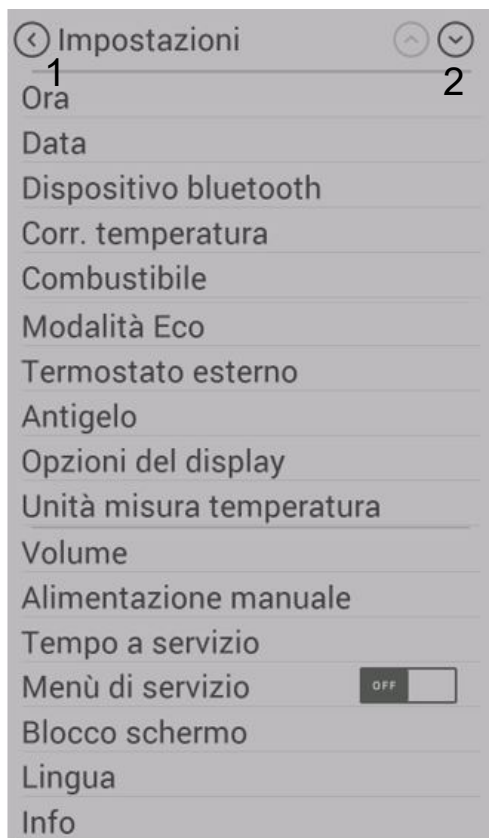 Impostazioni
1 2
Ora
Data
Dispositivo bluetooth
Corr. temperatura
Combustibile
Modalità Eco
Termostato esterno
Antigelo
Opzioni del display
Unità misura temperatura
Volume
Alimentazione manuale
Tempo a servizio
Menù di servizio OFF
Blocco schermo
Lingua
Info